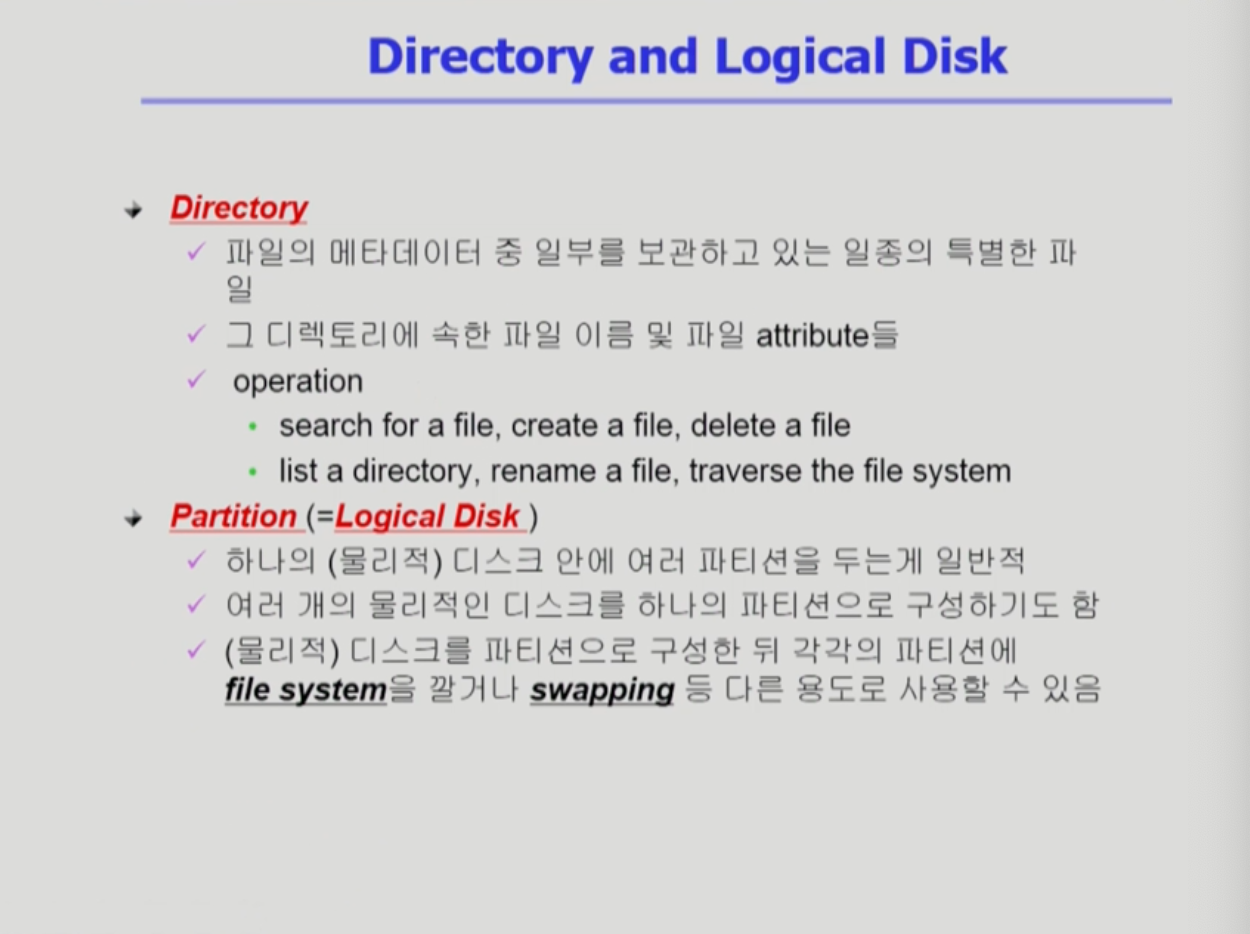 Directory and Logical Disk
Directory
파일의 메타데이터 중 일부를 보관하고 있는 일종의 특별한 파
일
그 디렉토리에 속한 파일 이름 및 파일 attribute들
operation
search for a file, create a file, delete a file
list a directory, rename a file, traverse the file system
Partition (=Logical Disk )
하나의 (물리적) 디스크 안에 여러 파티션을 두는게 일반적
여러 개의 물리적인 디스크를 하나의 파티션으로 구성하기도 함
(물리적) 디스크를 파티션으로 구성한 뒤 각각의 파티션에
file system을 깔거나 swapping 등 다른 용도로 사용할 수 있음